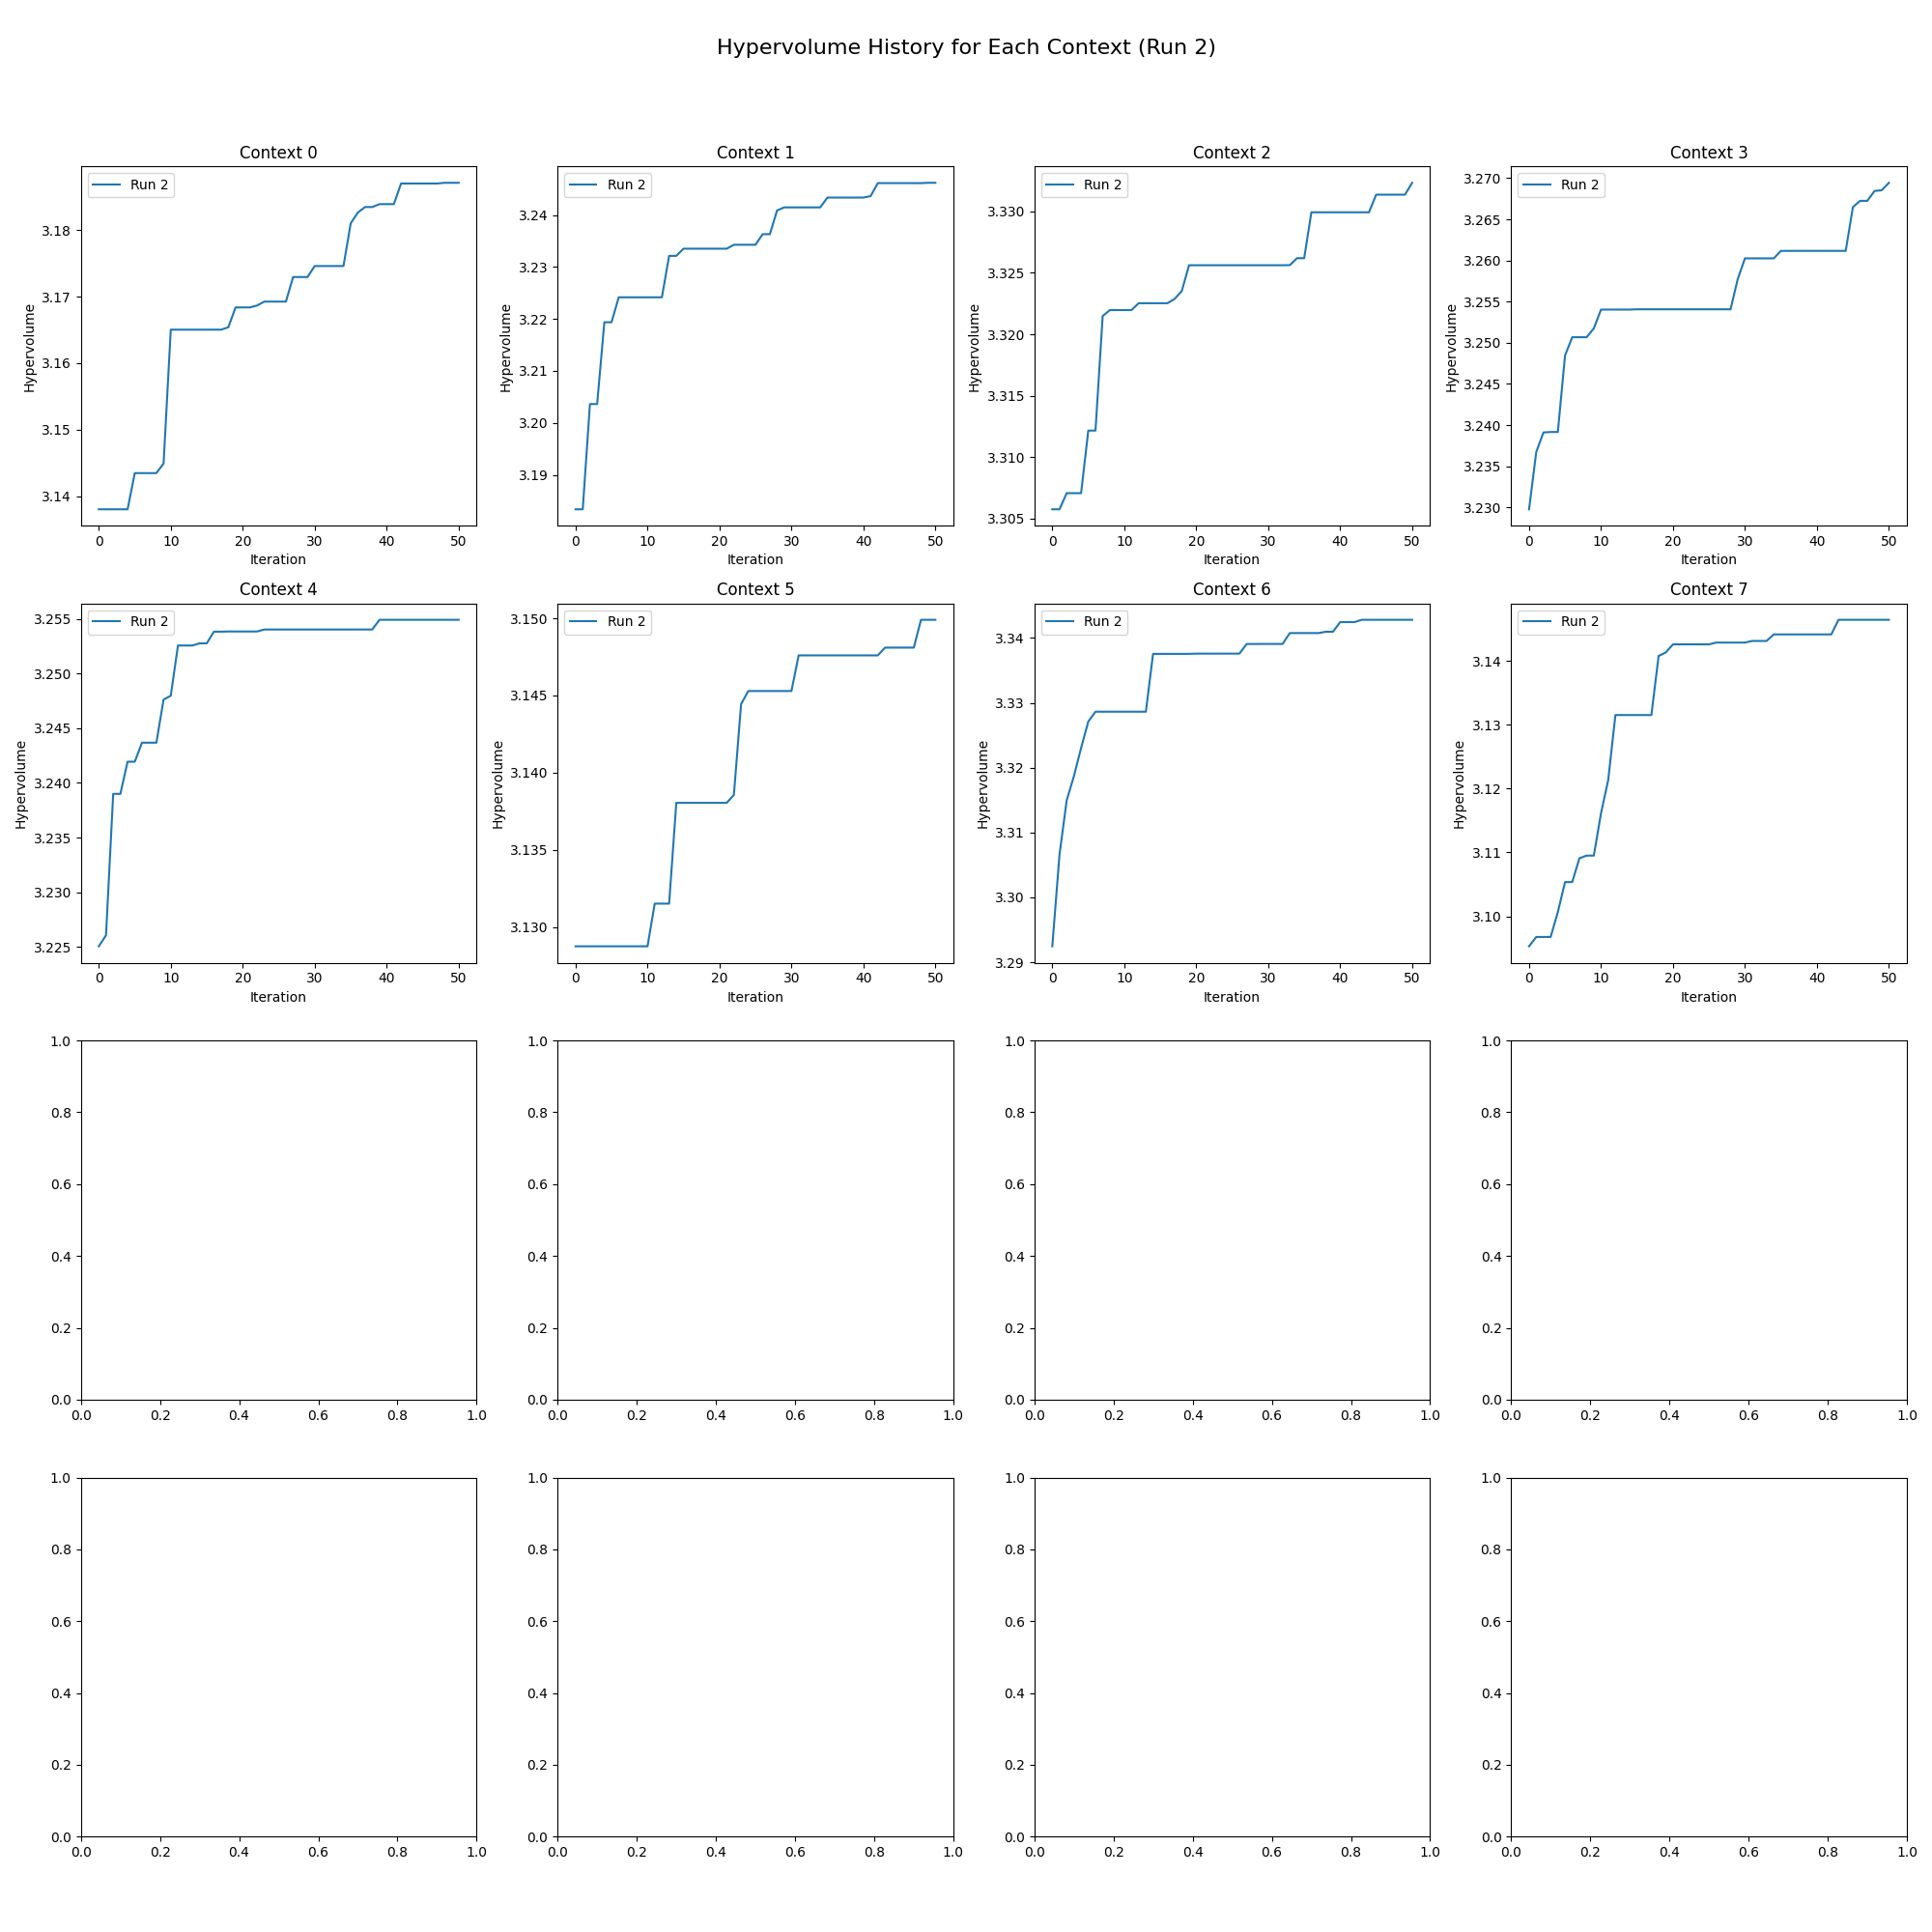 Hypervolume History for Each Context (Run 2)
Context 0
Run 2
3.18
3.17
3.16
3.15
3.14
Hypervolume
0 10 20 30 40 50
Iteration
Context 1
Run 2
3.24
3.23
3.22
3.21
3.20
3.19
Hypervolume
0 10 20 30 40 50
Iteration
Context 2
Run 2
3.330
3.325
3.320
3.315
3.310
3.305
Hypervolume
0 10 20 30 40 50
Iteration
Context 3
Run 2
3.270
3.265
3.260
3.255
3.250
3.245
3.240
3.235
3.230
Hypervolume
0 10 20 30 40 50
Iteration
Context 4
Run 2
3.255
3.250
3.245
3.240
3.235
3.230
3.225
Hypervolume
0 10 20 30 40 50
Iteration
Context 5
Run 2
3.150
3.145
3.140
3.135
3.130
Hypervolume
0 10 20 30 40 50
Iteration
Context 6
Run 2
3.34
3.33
3.32
3.31
3.30
3.29
Hypervolume
0 10 20 30 40 50
Iteration
Context 7
Run 2
3.14
3.13
3.12
3.11
3.10
Hypervolume
0 10 20 30 40 50
Iteration
1.0
0.8
0.6
0.4
0.2
0.0
0.0 0.2 0.4 0.6 0.8 1.0
1.0
0.8
0.6
0.4
0.2
0.0
0.0 0.2 0.4 0.6 0.8 1.0
1.0
0.8
0.6
0.4
0.2
0.0
0.0 0.2 0.4 0.6 0.8 1.0
1.0
0.8
0.6
0.4
0.2
0.0
0.0 0.2 0.4 0.6 0.8 1.0
1.0
0.8
0.6
0.4
0.2
0.0
0.0 0.2 0.4 0.6 0.8 1.0
1.0
0.8
0.6
0.4
0.2
0.0
0.0 0.2 0.4 0.6 0.8 1.0
1.0
0.8
0.6
0.4
0.2
0.0
0.0 0.2 0.4 0.6 0.8 1.0
1.0
0.8
0.6
0.4
0.2
0.0
0.0 0.2 0.4 0.6 0.8 1.0